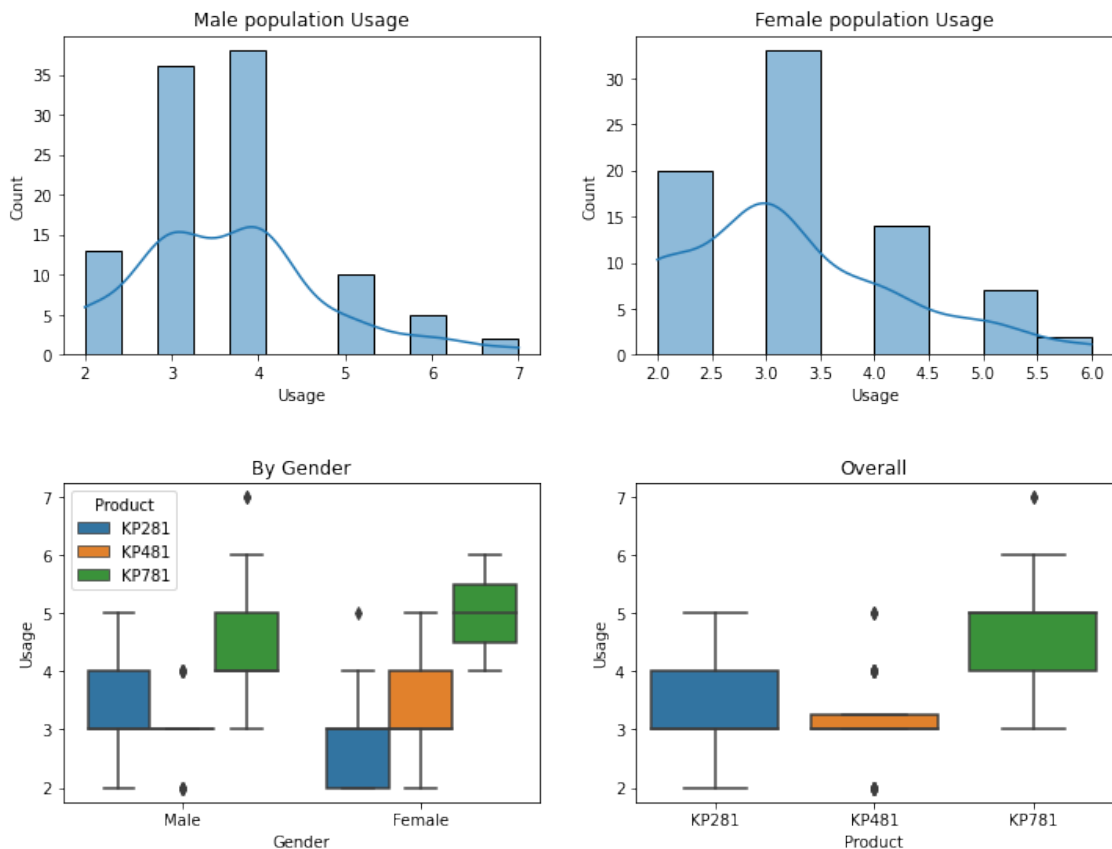 Male population Usage
35
30
25
20
15
10
5
0
Count
2 3 4 5 6 7
Usage
Female population Usage
30
25
20
15
10
5
0
Count
2.0 2.5 3.0 3.5 4.0 4.5 5.0 5.5 6.0
Usage
By Gender
7
6
5
4
3
2
Usage
Product
KP281
KP481
KP781
Male Female
Gender
Overall
7
6
5
4
3
2
Usage
KP281 KP481 KP781
Product